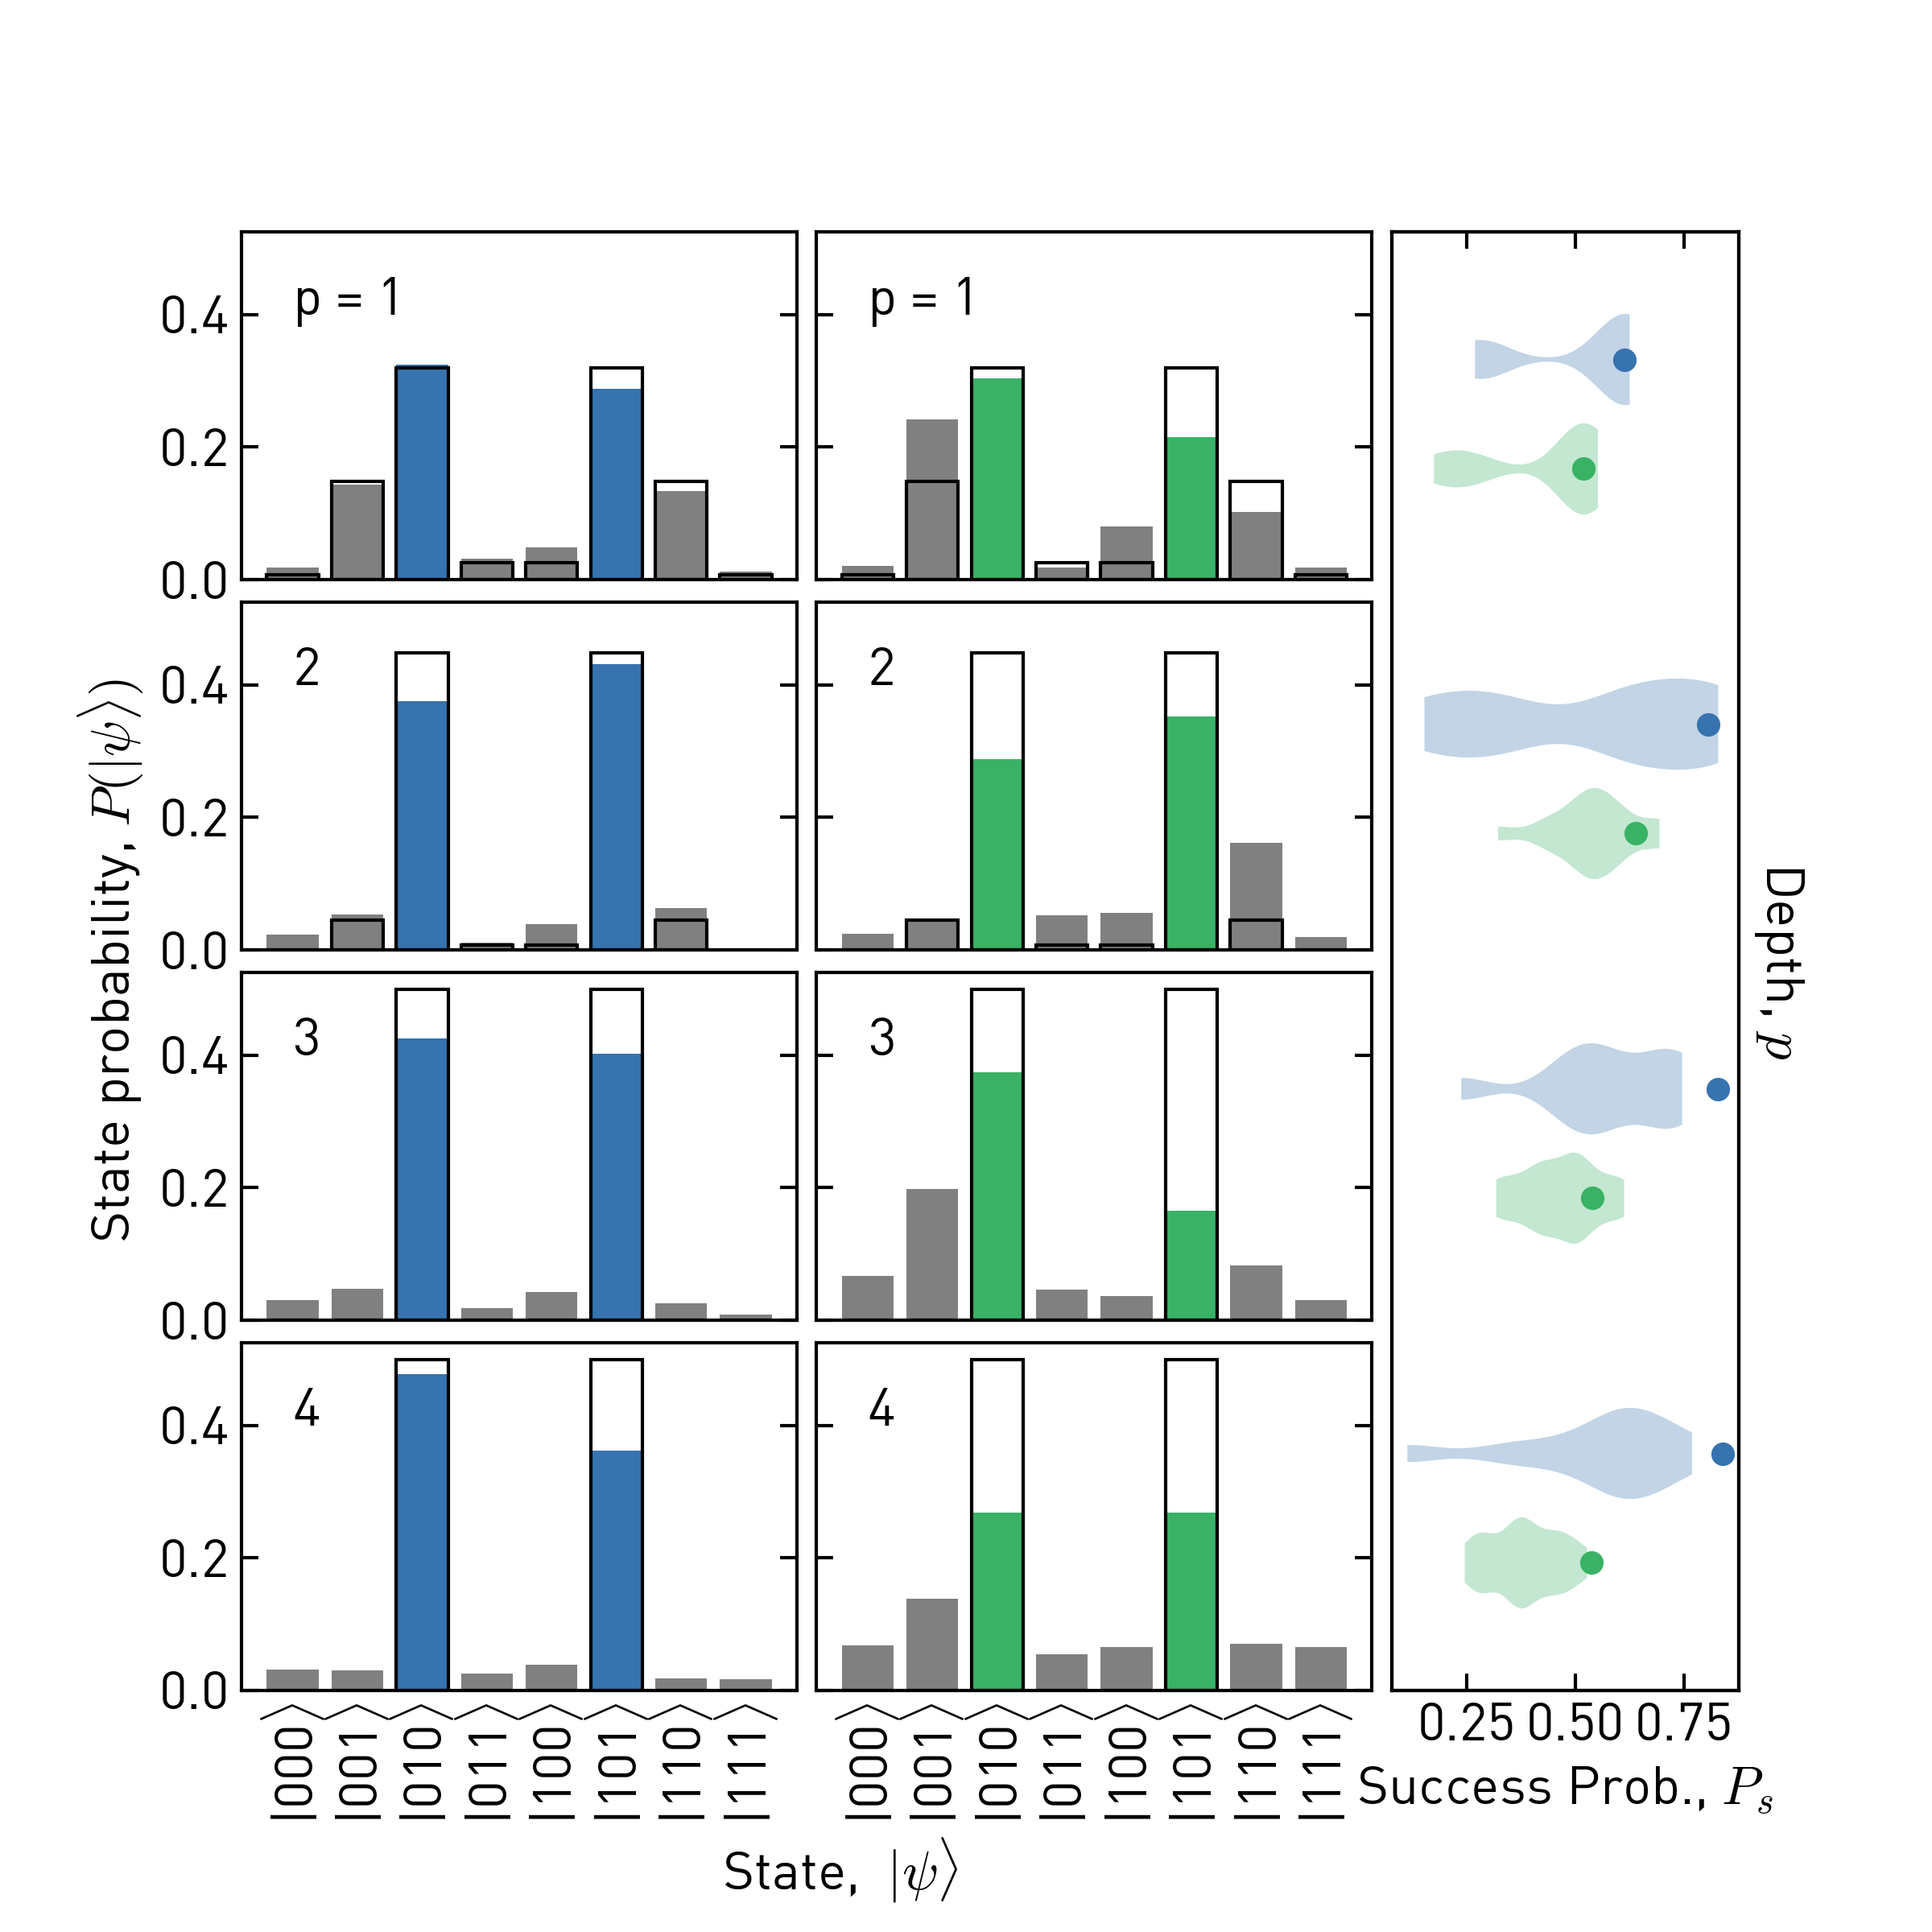 p = 1
p = 1
0.4
0.2
0.0
2
2
0.4
0.2
0.0
3
3
0.4
0.2
0.0
4
4
0.4
0.2
0.0
State probability, P(|ψ⟩)
Depth, p
|000⟩ |001⟩ |010⟩ |011⟩ |100⟩ |101⟩ |110⟩ |111⟩
|000⟩ |001⟩ |010⟩ |011⟩ |100⟩ |101⟩ |110⟩ |111⟩
0.25 0.50 0.75
Success Prob., Pₛ
State, |ψ⟩